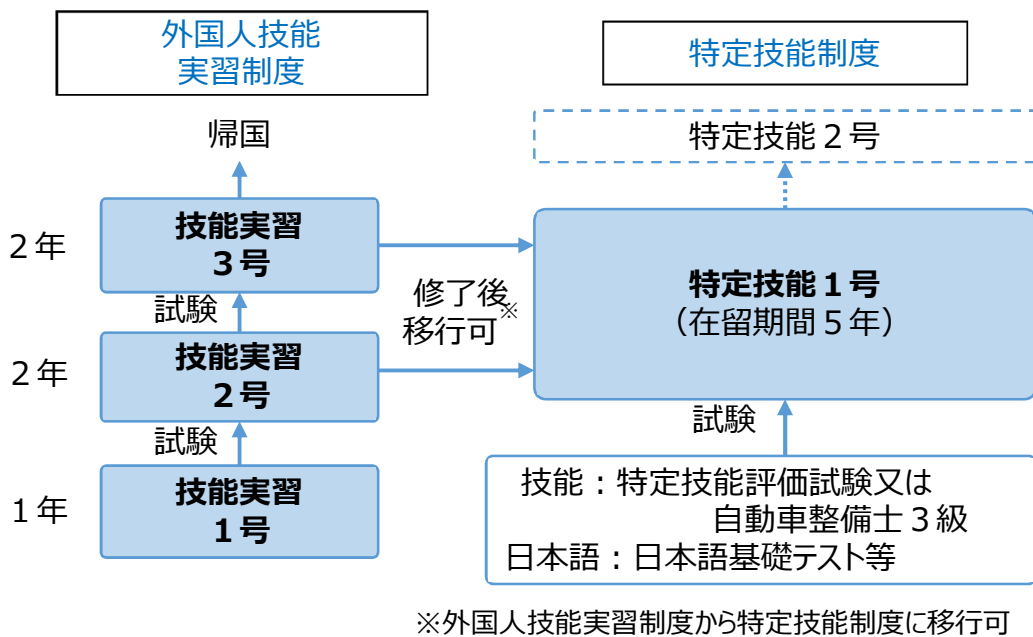 外国人技能
実習制度
特定技能制度
帰国
特定技能２号
２年
技能実習
３号
試験
修了後
移行可※
特定技能１号
（在留期間５年）
２年
技能実習
２号
試験
試験
１年
技能実習
１号
技能：特定技能評価試験又は
自動車整備士３級
日本語：日本語基礎テスト等
※外国人技能実習制度から特定技能制度に移行可